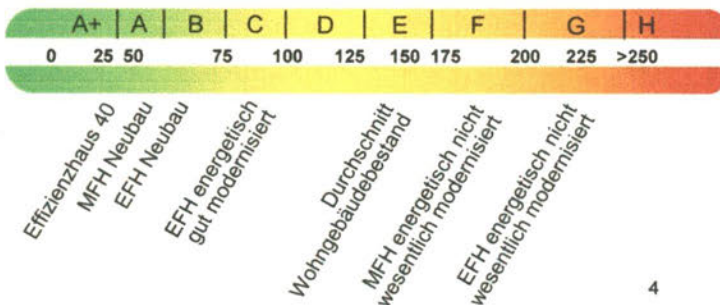 A+ A B C D E F G H
0 25 50 75 100 125 150 175 200 225 >250
Effizienzhaus 40
MFH Neubau
EFH Neubau
EFH energetisch
gut modernisiert
Durchschnitt
Wohngebäudebestand
MFH energetisch nicht
wesentlich modernisiert
EFH energetisch nicht
wesentlich modernisiert
4